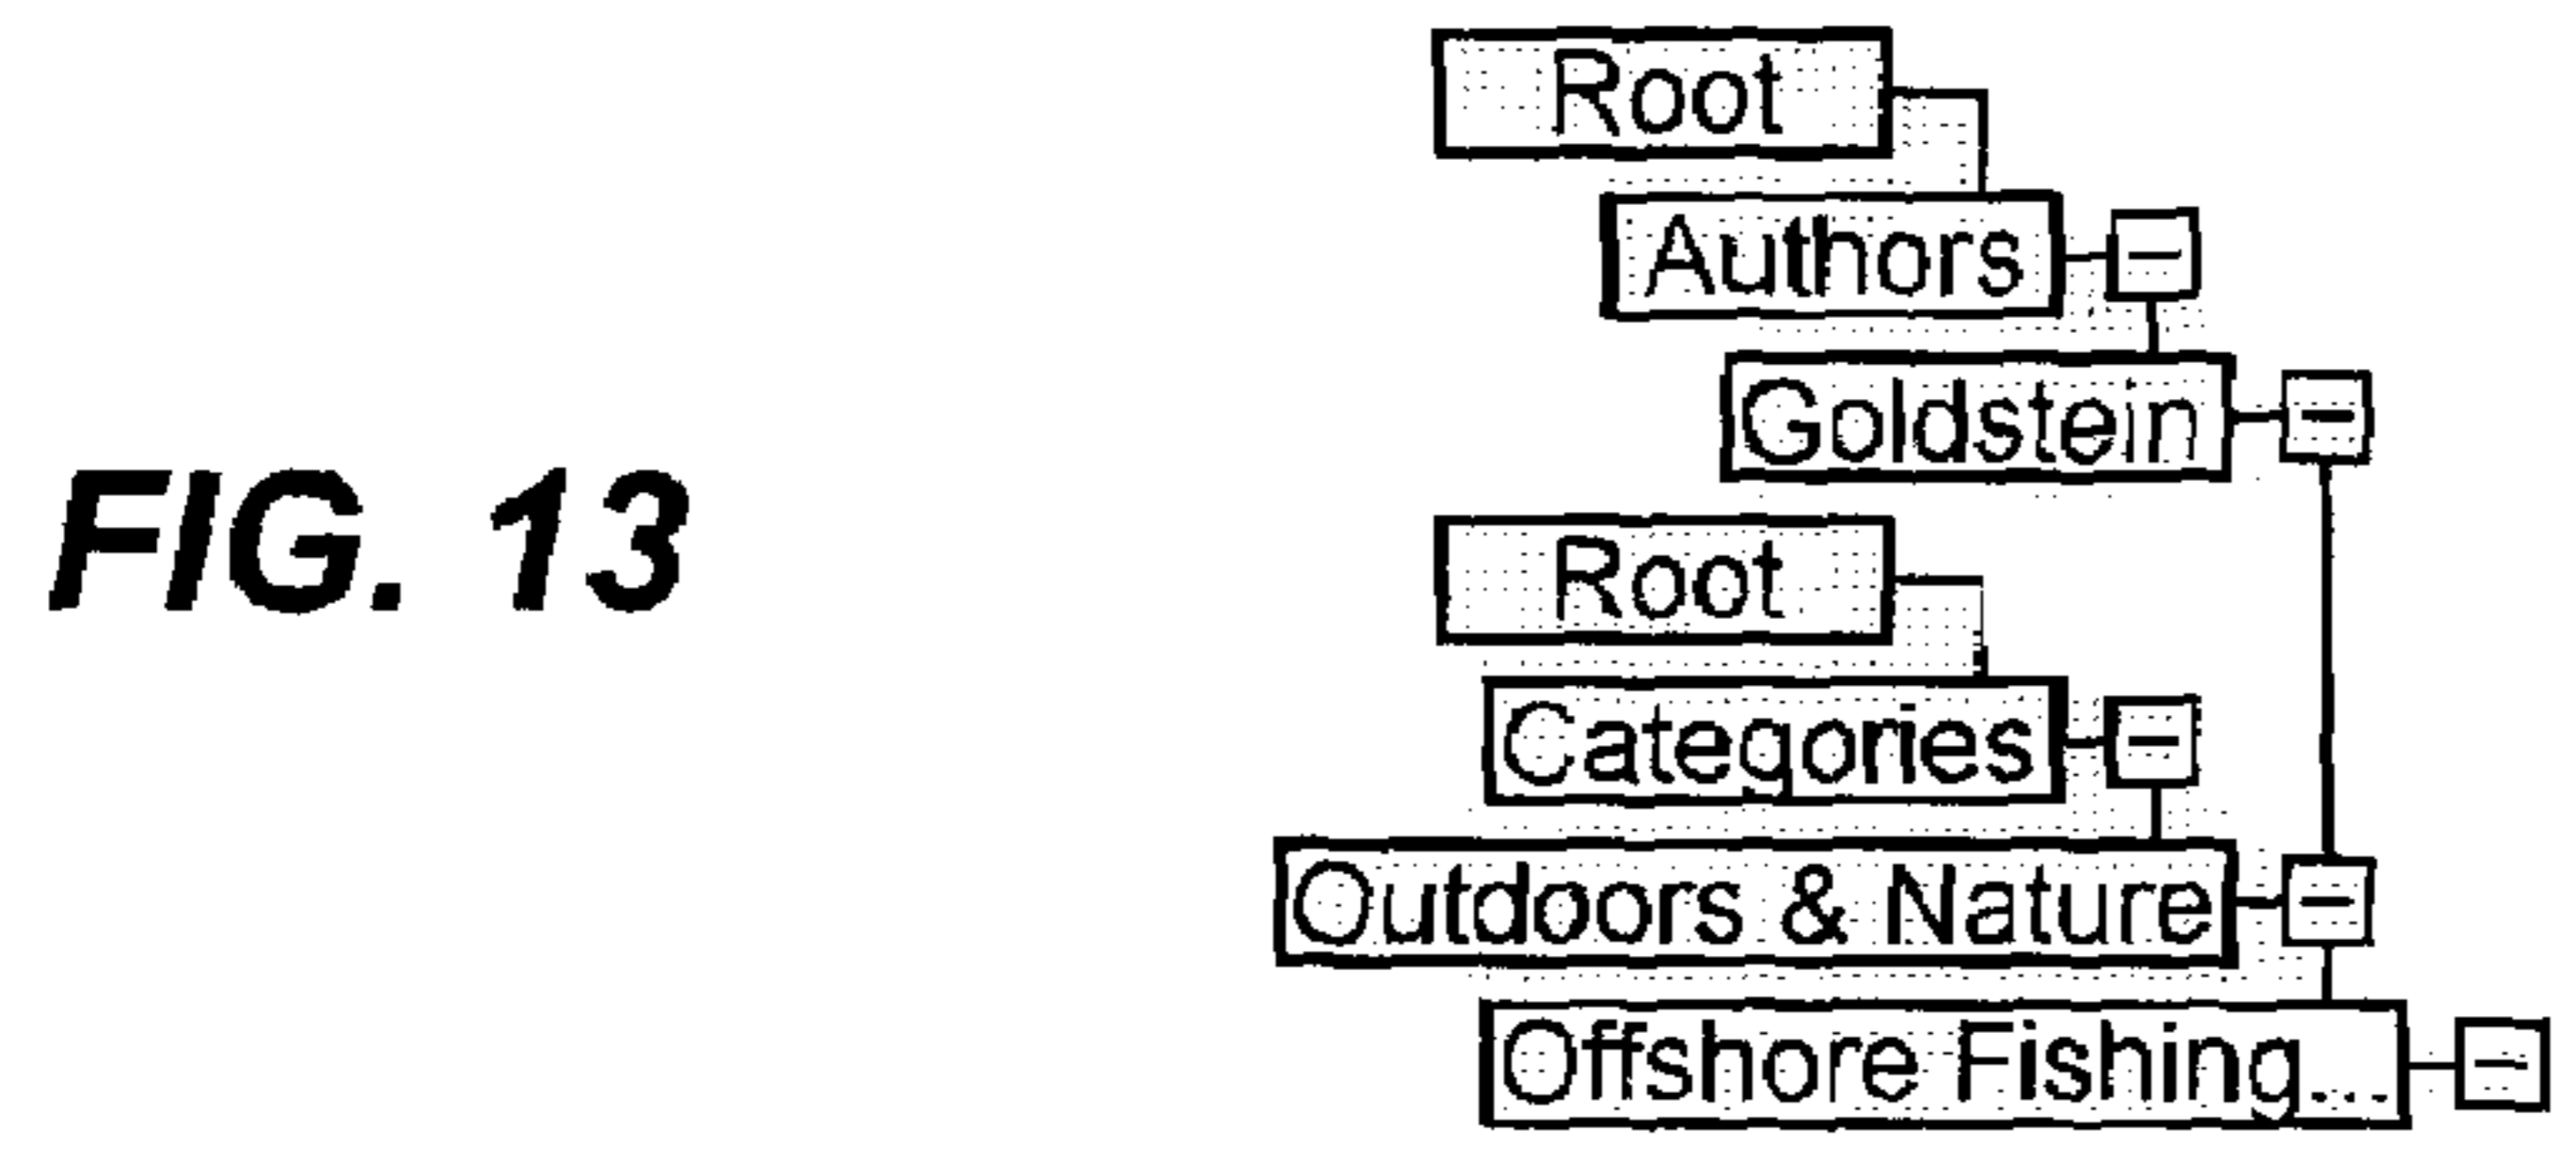 Root
Authors
Goldstein
FIG. 13
Root
Categories
Outdoors & Nature
Offshore Fishing...